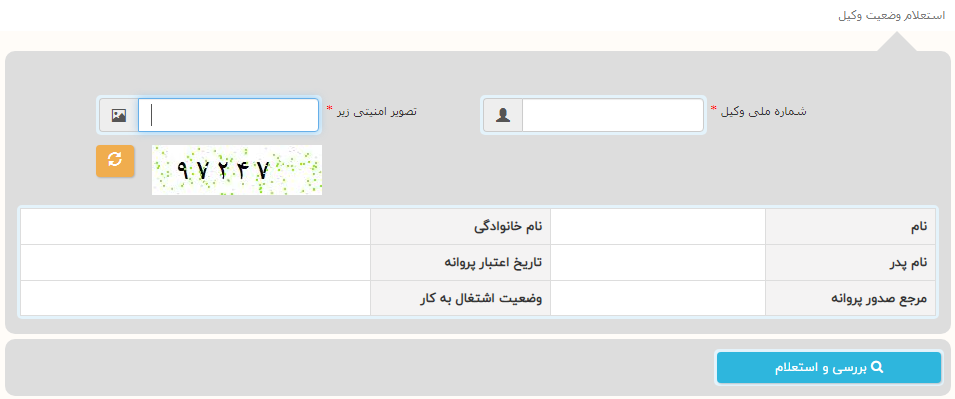 استعلام وضعیت وکیل
شماره ملی وکیل * تصویر امنیتی زیر *
۹۷۲۴۷
نام نام خانوادگی
نام پدر تاریخ اعتبار پروانه
مرجع صدور پروانه وضعیت اشتغال به کار
بررسی و استعلام